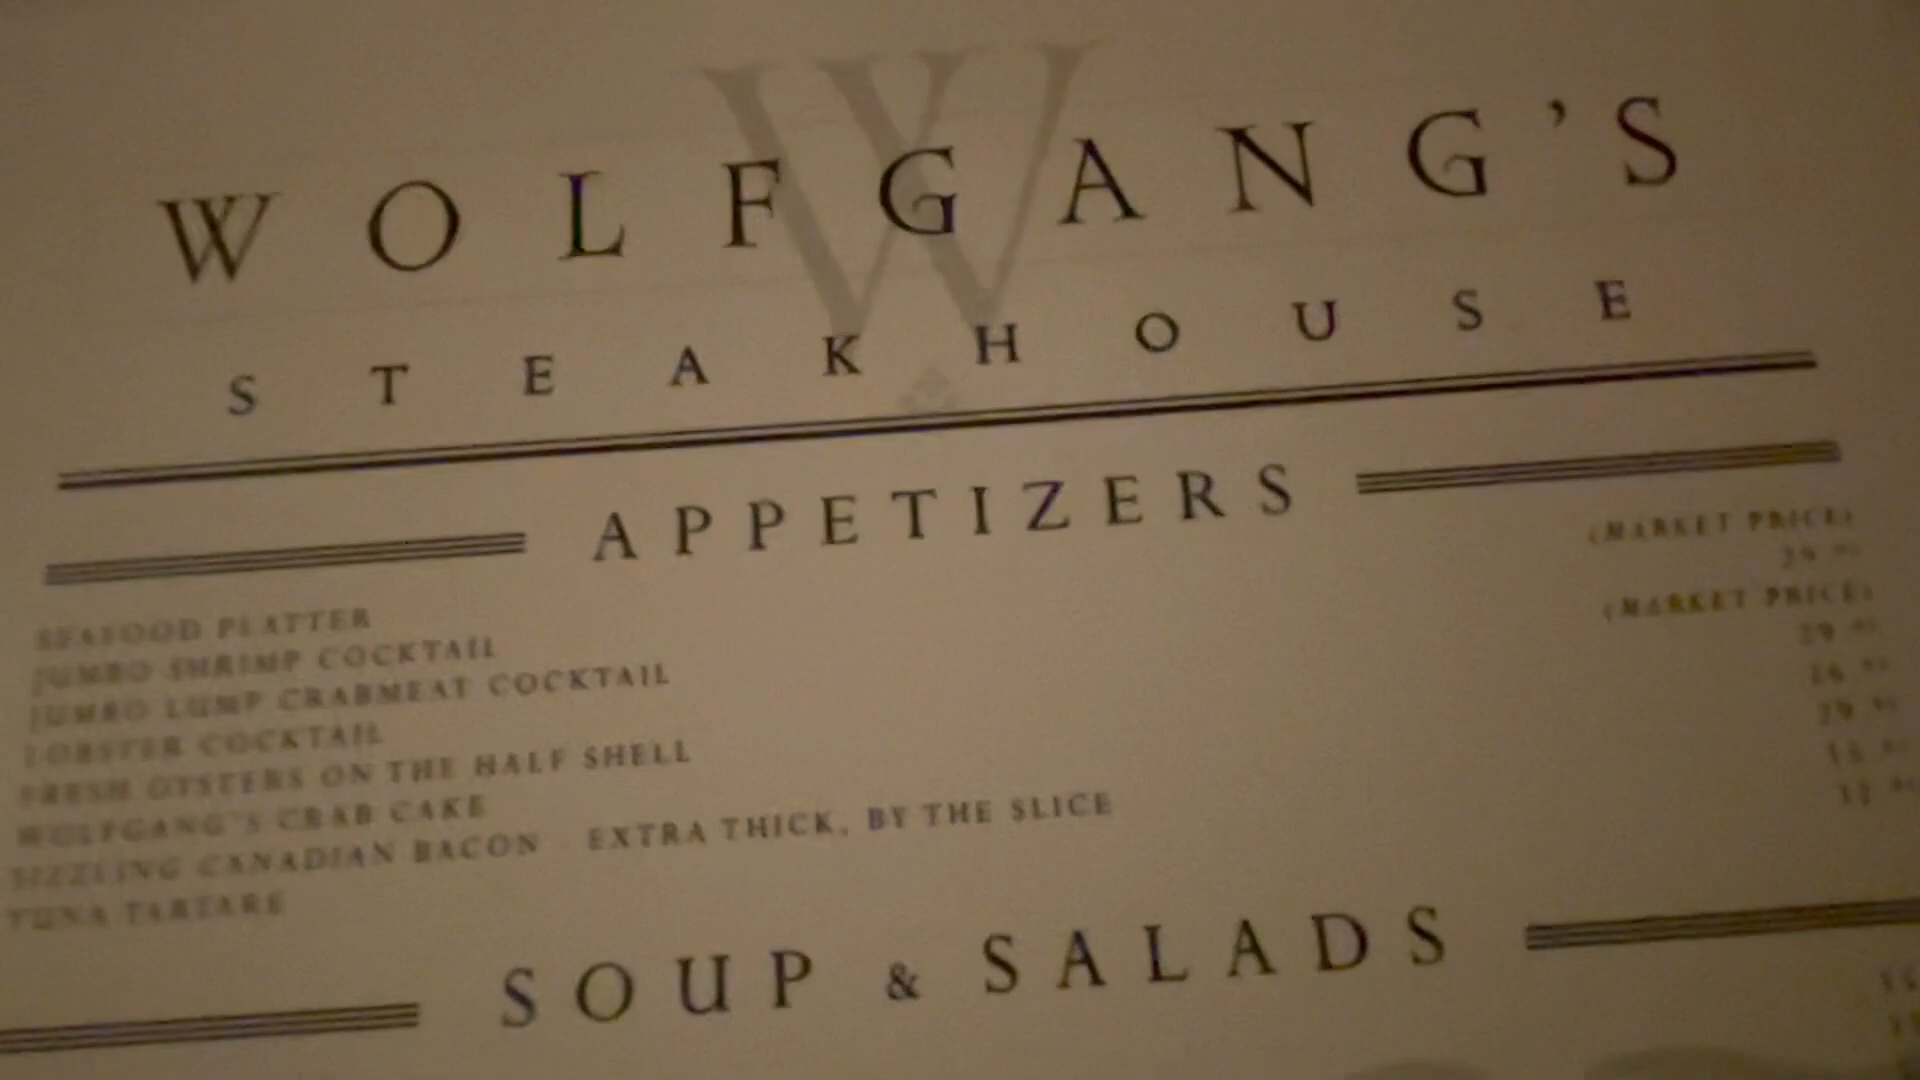 W
WOLFGANG'S
STEAKHOUSE
APPETIZERS
SEAFOOD PLATTER (MARKET PRICE)
JUMBO SHRIMP COCKTAIL
JUMBO LUMP CRABMEAT COCKTAIL (MARKET PRICE)
LOBSTER COCKTAIL
FRESH OYSTERS ON THE HALF SHELL
WOLFGANG'S CRAB CAKE
SIZZLING CANADIAN BACON EXTRA THICK, BY THE SLICE
TUNA TARTARE
SOUP & SALADS